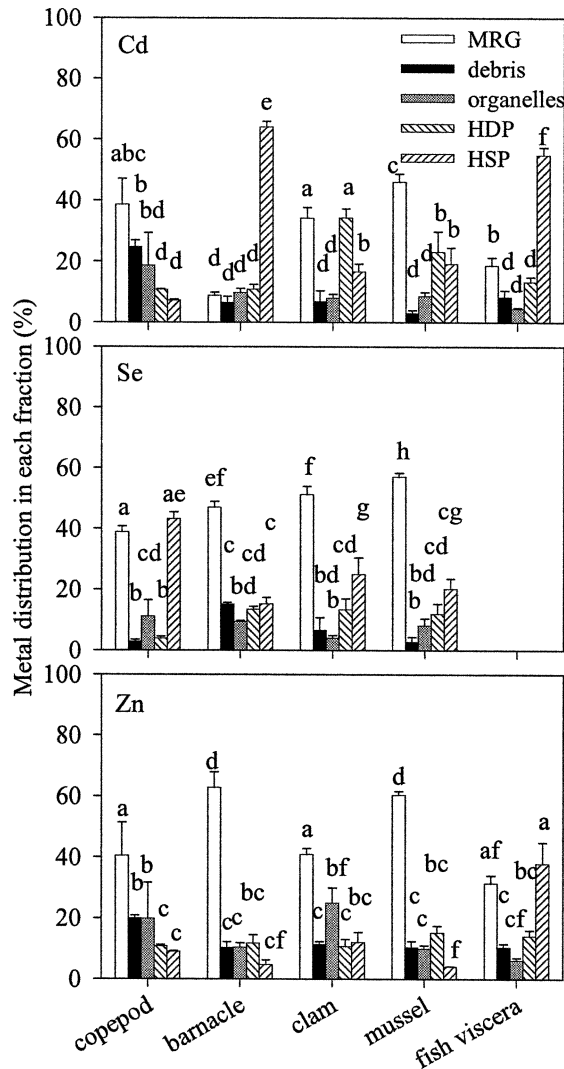 Metal distribution in each fraction (%)
100
80
60
40
20
0
Cd
MRG
debris
organelles
HDP
HSP
abc
b
bd
d
d
d
d
d
d
e
a
d
d
a
b
c
d
d
b
b
b
d
d
d
f
100
80
60
40
20
0
Se
a
b
cd
b
ae
ef
c
bd
cd
c
f
bd
b
cd
g
h
b
bd
cd
cg
100
80
60
40
20
0
Zn
a
b
b
c
c
d
c
c
bc
cf
a
c
bf
c
bc
d
c
c
bc
f
af
c
cf
bc
a
copepod
barnacle
clam
mussel
fish viscera